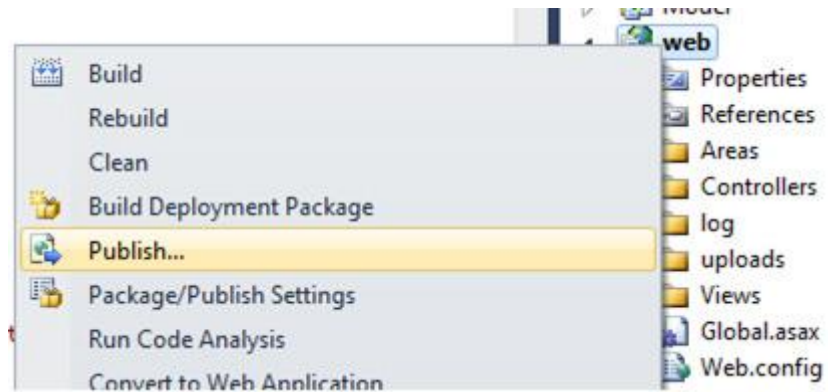 Model
web
Build
Properties
Rebuild
References
Clean
Areas
Build Deployment Package
Controllers
log
Publish...
uploads
Package/Publish Settings
Views
Run Code Analysis
Global.asax
Convert to Web Application
Web.config